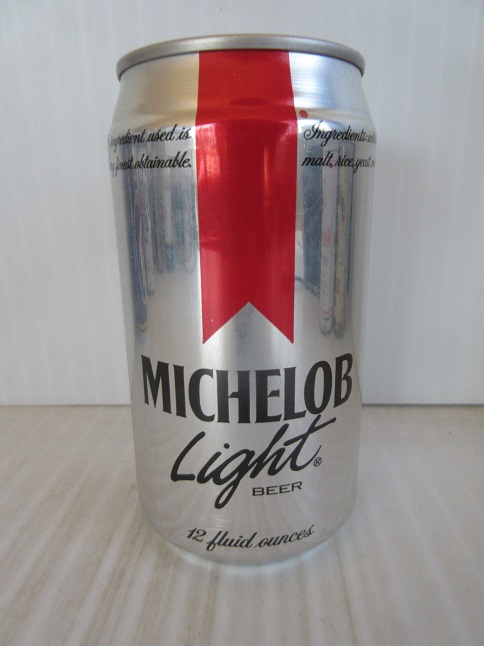 ingredient used is
finest obtainable.
Ingredients:
malt, rice, yeast
MICHELOB
Light®
BEER
12 fluid ounces